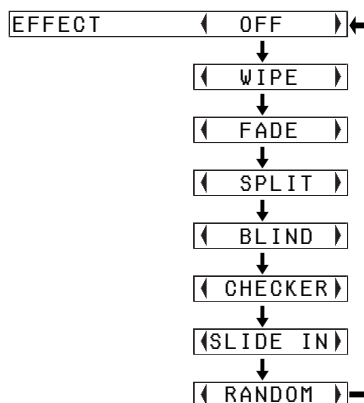 EFFECT OFF
WIPE
FADE
SPLIT
BLIND
CHECKER
SLIDE IN
RANDOM